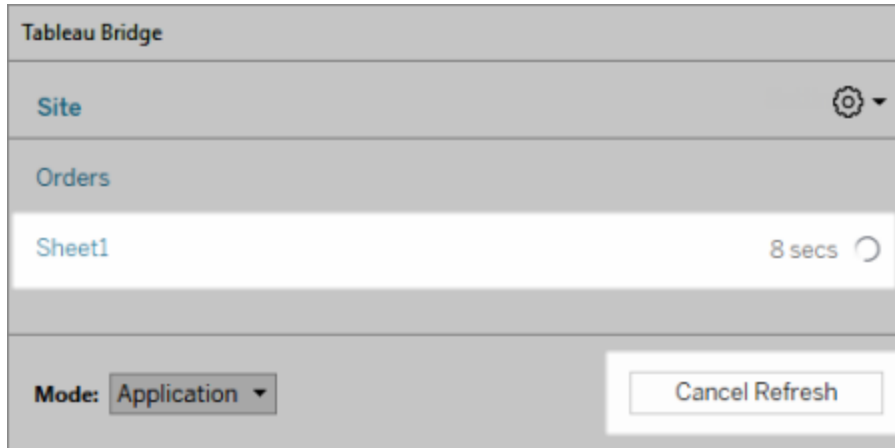 Tableau Bridge
Site
Orders
Sheet1 8 secs
Mode: Application Cancel Refresh